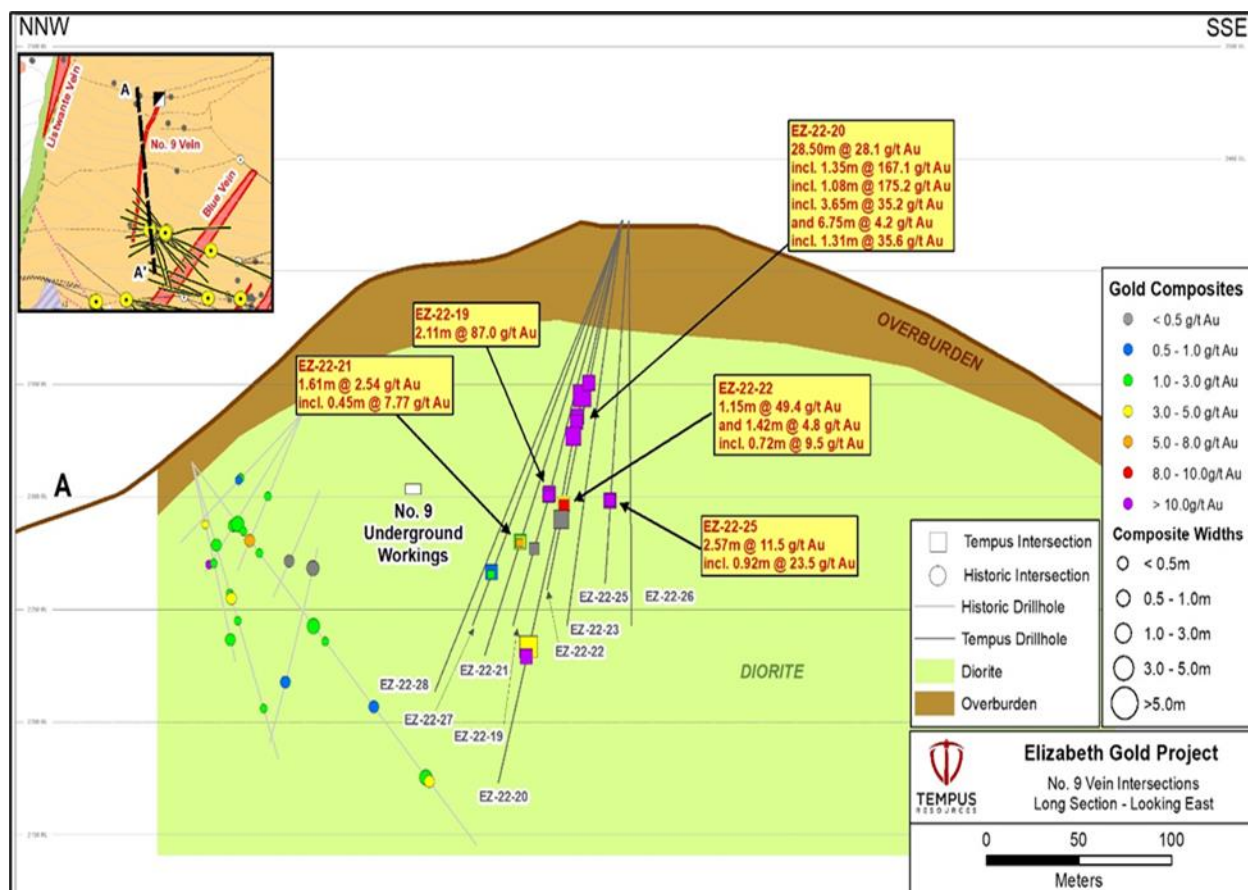 NNW
SSE
A
No. 9 Vein
Listwante Vein
Blue Vein
A'
EZ-22-20
28.50m @ 28.1 g/t Au
incl. 1.35m @ 167.1 g/t Au
incl. 1.08m @ 175.2 g/t Au
incl. 3.65m @ 35.2 g/t Au
and 6.75m @ 4.2 g/t Au
incl. 1.31m @ 35.6 g/t Au
EZ-22-19
2.11m @ 87.0 g/t Au
EZ-22-21
1.61m @ 2.54 g/t Au
incl. 0.45m @ 7.77 g/t Au
EZ-22-22
1.15m @ 49.4 g/t Au
and 1.42m @ 4.8 g/t Au
incl. 0.72m @ 9.5 g/t Au
EZ-22-25
2.57m @ 11.5 g/t Au
incl. 0.92m @ 23.5 g/t Au
OVERBURDEN
A
No. 9
Underground
Workings
EZ-22-25
EZ-22-26
EZ-22-23
EZ-22-22
EZ-22-21
EZ-22-28
EZ-22-27
EZ-22-19
EZ-22-20
DIORITE
Gold Composites
< 0.5 g/t Au
0.5 - 1.0 g/t Au
1.0 - 3.0 g/t Au
3.0 - 5.0 g/t Au
5.0 - 8.0 g/t Au
8.0 - 10.0g/t Au
> 10.0g/t Au
Composite Widths
< 0.5m
0.5 - 1.0m
1.0 - 3.0m
3.0 - 5.0m
>5.0m
Tempus Intersection
Historic Intersection
Historic Drillhole
Tempus Drillhole
Diorite
Overburden
TEMPUS
RESOURCES
Elizabeth Gold Project
No. 9 Vein Intersections
Long Section - Looking East
0 50 100
Meters